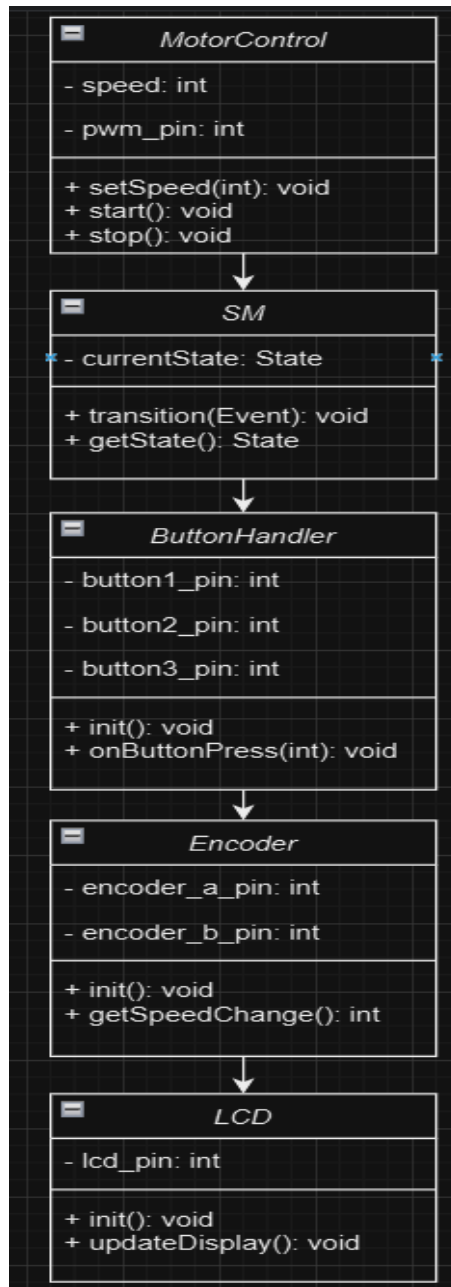 MotorControl
- speed: int
- pwm_pin: int
+ setSpeed(int): void
+ start(): void
+ stop(): void
SM
- currentState: State
+ transition(Event): void
+ getState(): State
ButtonHandler
- button1_pin: int
- button2_pin: int
- button3_pin: int
+ init(): void
+ onButtonPress(int): void
Encoder
- encoder_a_pin: int
- encoder_b_pin: int
+ init(): void
+ getSpeedChange(): int
LCD
- lcd_pin: int
+ init(): void
+ updateDisplay(): void